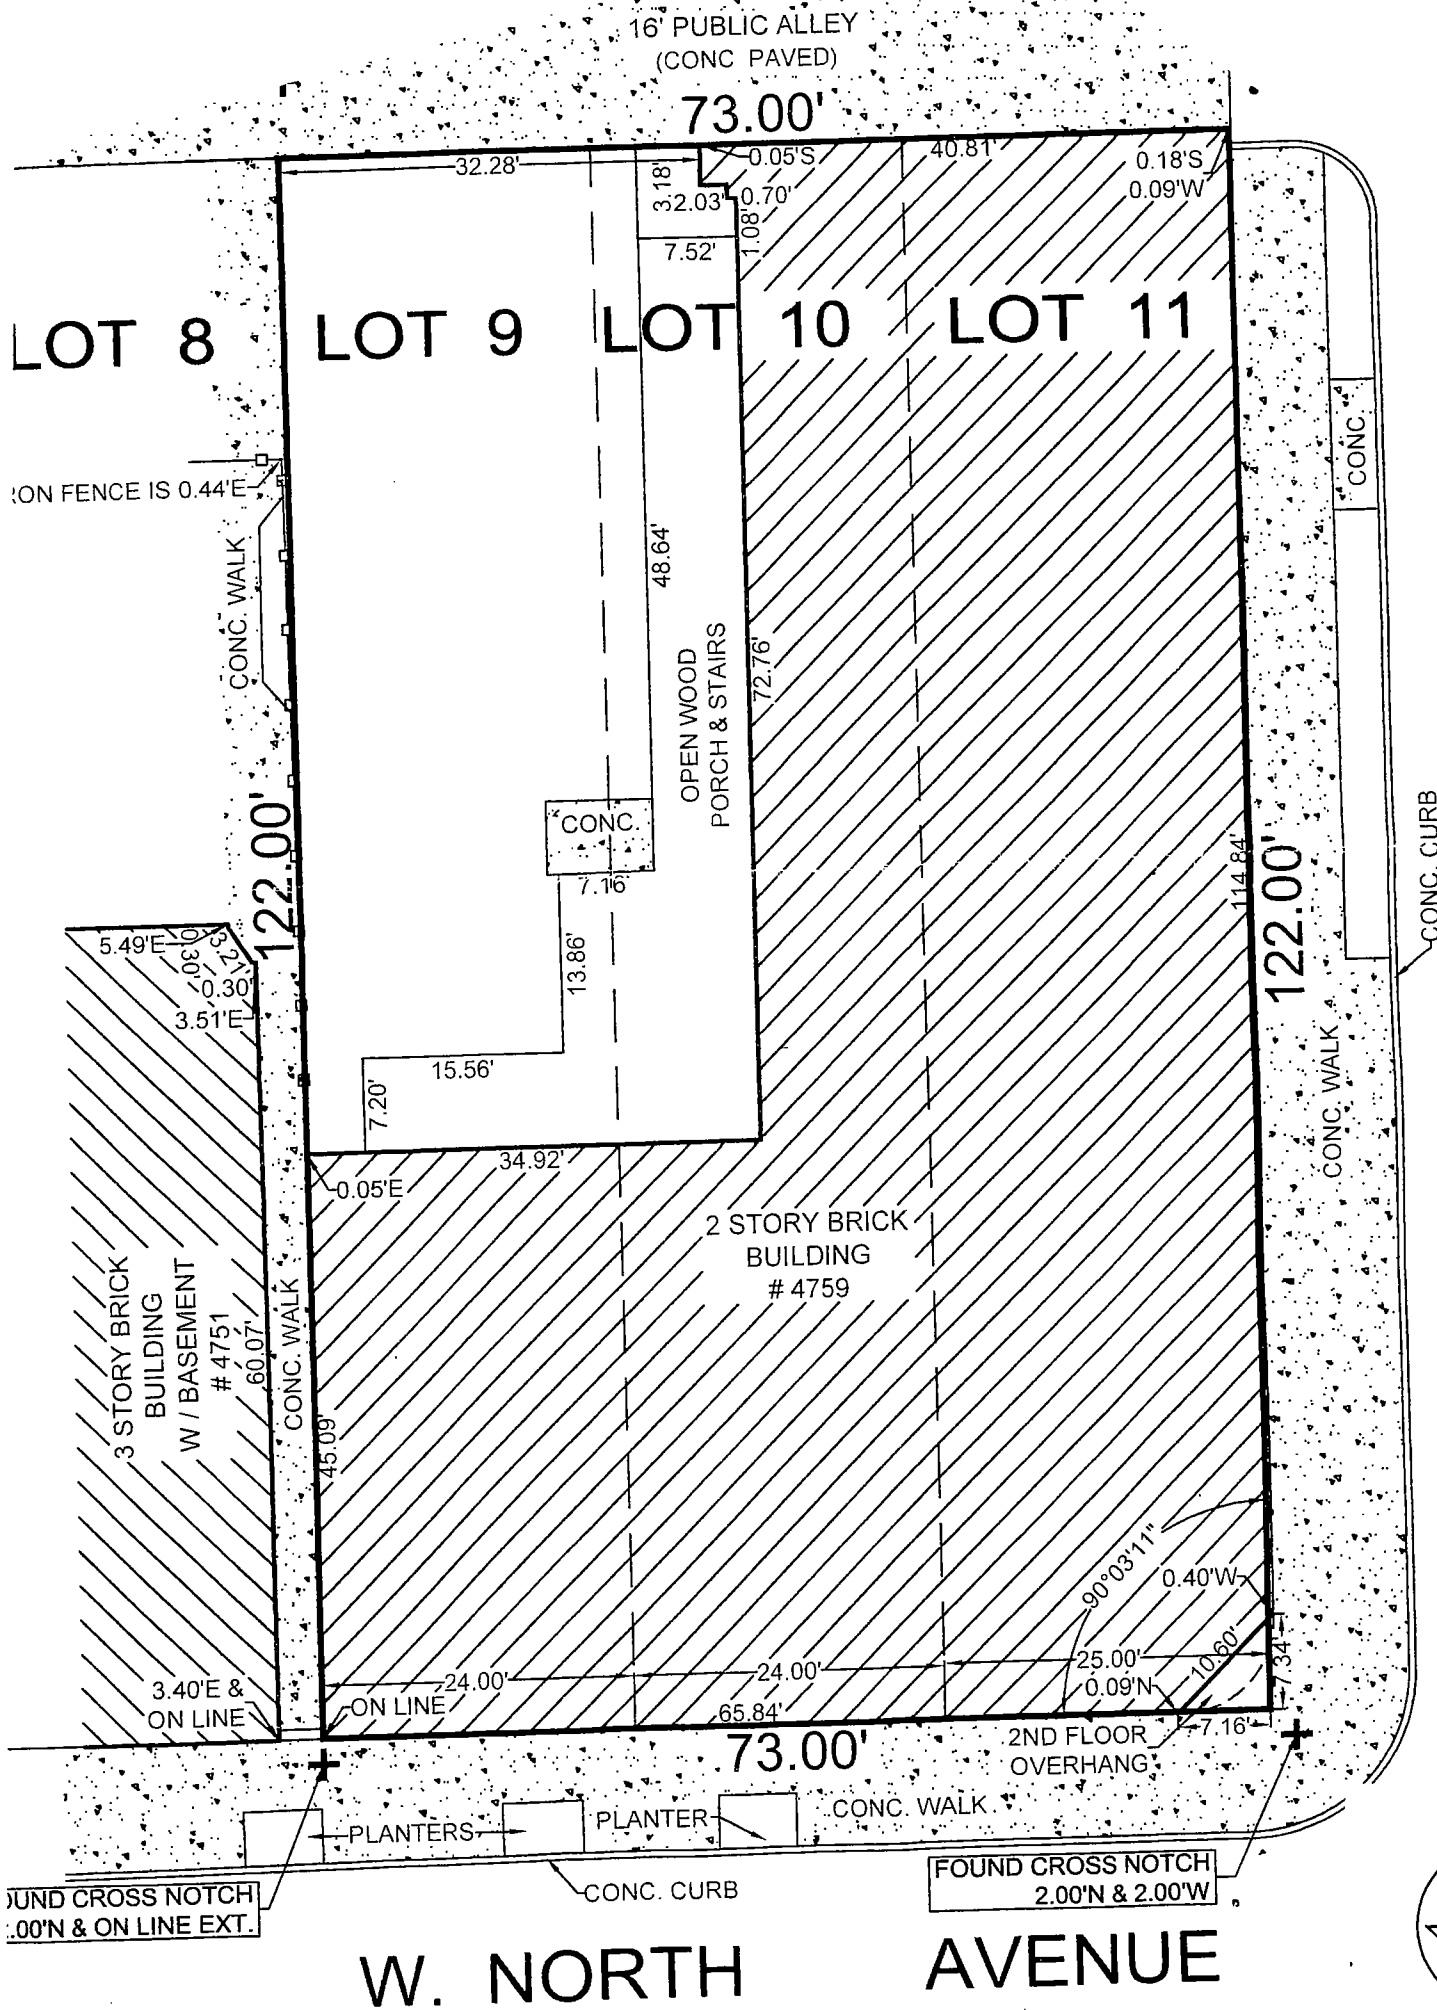 16' PUBLIC ALLEY
(CONC PAVED)
73.00'
32.28'
0.05'S
40.81'
0.18'S
0.09'W
3.18'
2.03'
0.70'
1.08'
7.52'
LOT 8
LOT 9
LOT 10
LOT 11
FENCE IS 0.44'E
CONC. WALK
48.64'
OPEN WOOD
PORCH & STAIRS
72.76'
CONC.
CONC.
7.16'
122.00'
114.84'
122.00'
CONC. CURB
5.49'E
0.30'
0.30'
3.51'E
13.86'
15.56'
7.20'
CONC. WALK
34.92'
0.05'E
2 STORY BRICK
BUILDING
# 4759
3 STORY BRICK
BUILDING
W / BASEMENT
# 4751
60.07'
CONC. WALK
45.09'
90°03'11"
0.40'W
10.60'
7.34'
24.00'
24.00'
25.00'
0.09'N
3.40'E &
ON LINE
ON LINE
65.84'
73.00'
2ND FLOOR
OVERHANG
7.16'
PLANTERS
PLANTER
CONC. WALK
CONC. CURB
CROSS NOTCH
& ON LINE EXT.
FOUND CROSS NOTCH
2.00'N & 2.00'W
W. NORTH AVENUE